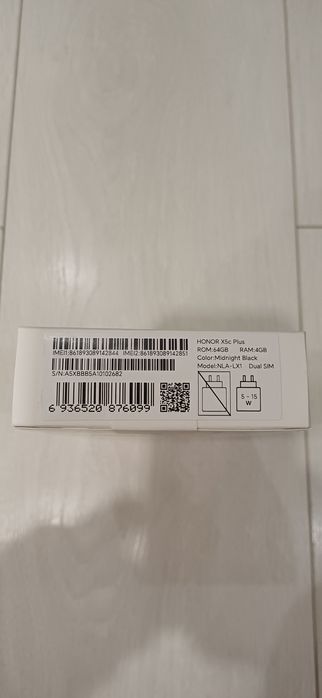 IMEI1:861893089142844 IMEI2:861893089142851
S/N:A5XBBB5A10102682
6 936520 876099
HONOR X5c Plus
ROM:64GB RAM:4GB
Color:Midnight Black
Model:NLA-LX1 Dual SIM
5 - 15
W